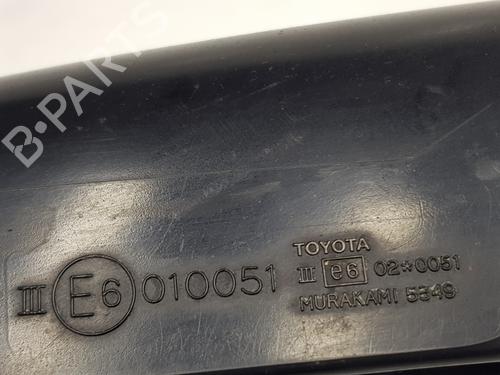 B-PARTS
III E6 010051
TOYOTA
III e6 02*0051
MURAKAMI 5349